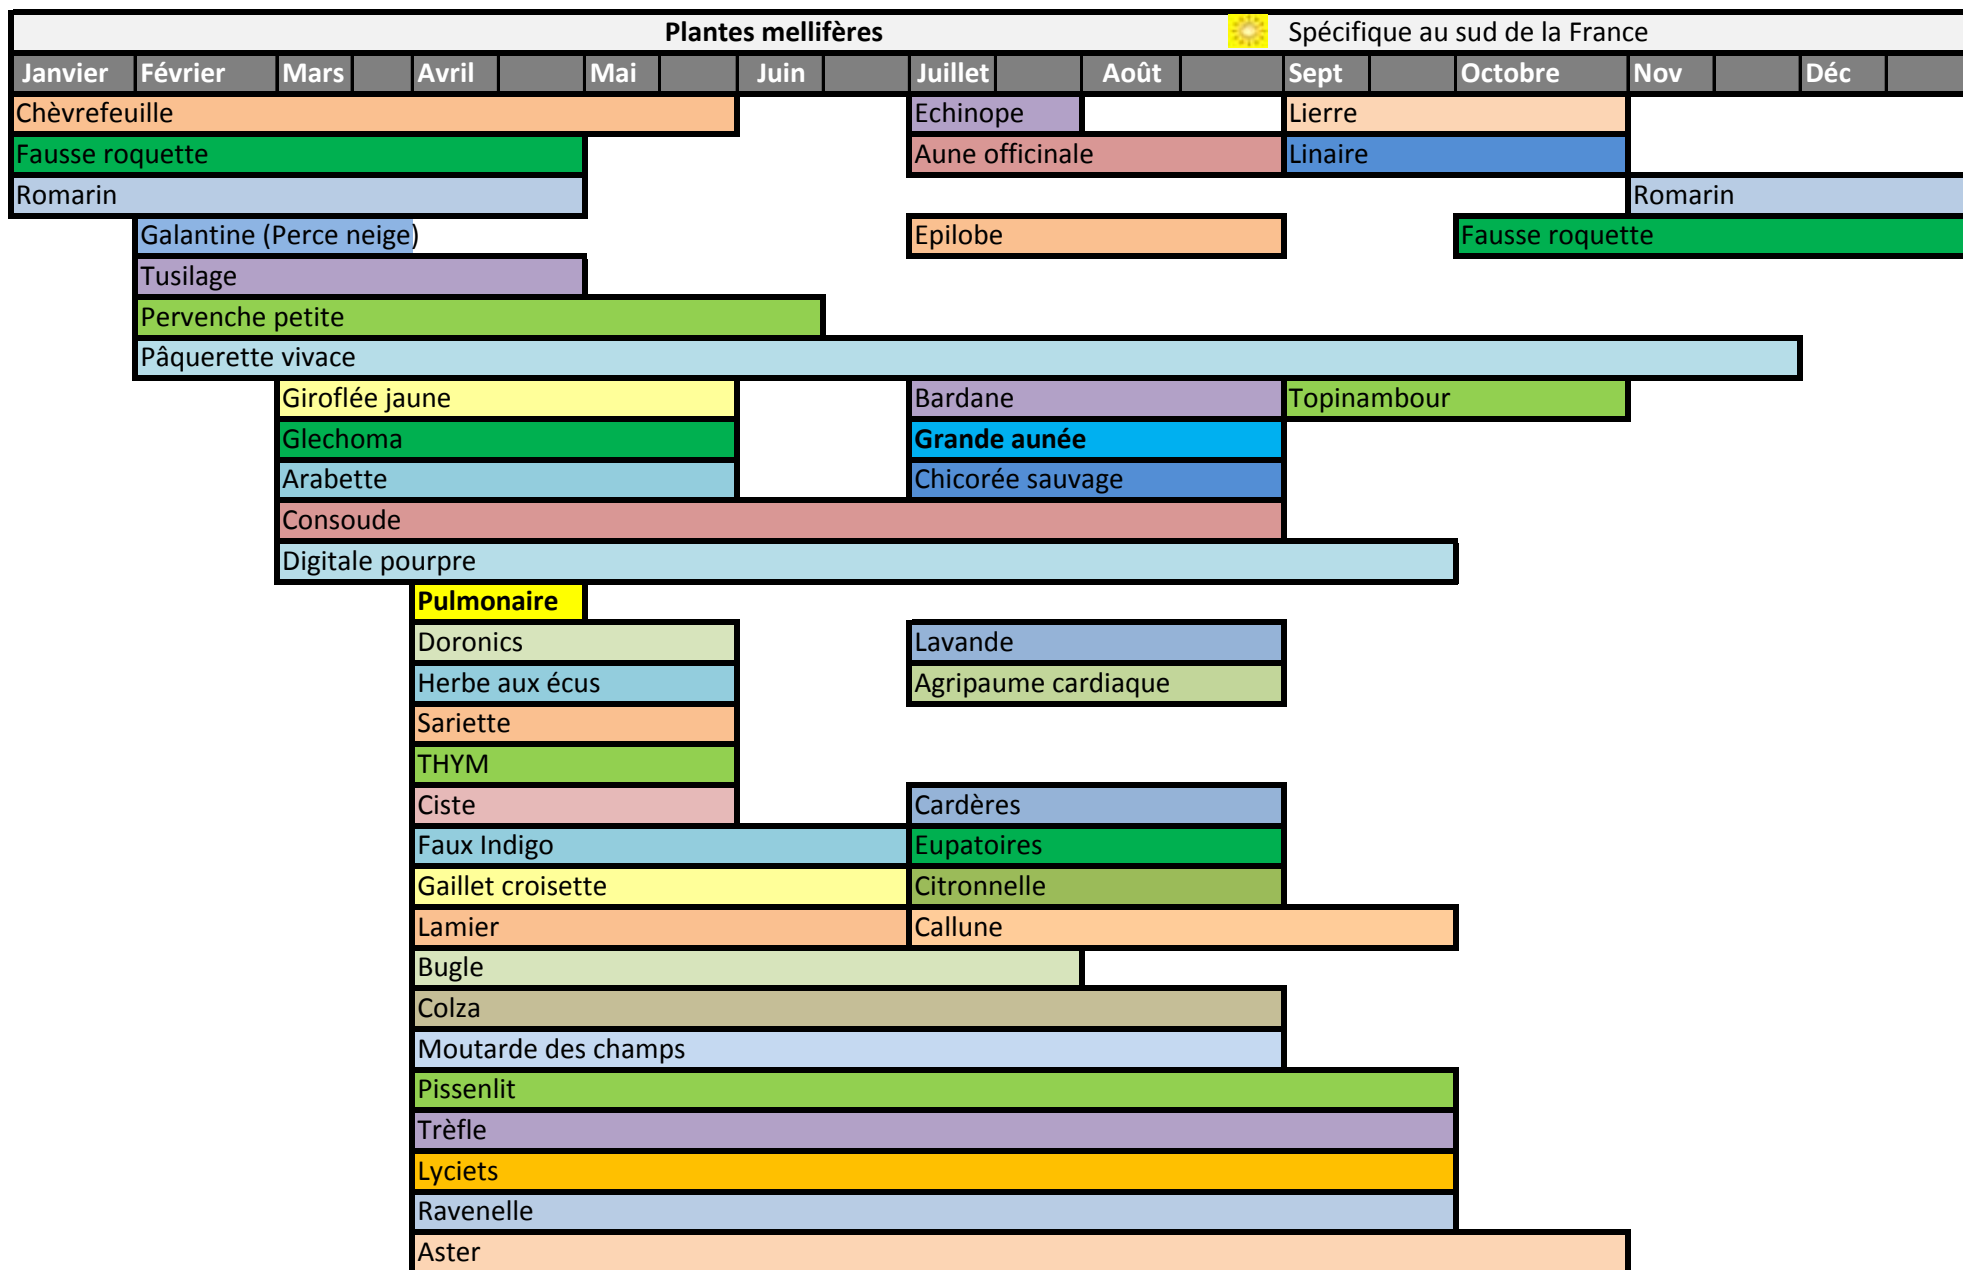 Plantes mellifères Spécifique au sud de la France
Janvier Février Mars Avril Mai Juin Juillet Août Sept Octobre Nov Déc
Chèvrefeuille Echinope Lierre
Fausse roquette Aune officinale Linaire
Romarin Romarin
Galantine (Perce neige) Epilobe Fausse roquette
Tusilage
Pervenche petite
Pâquerette vivace
Giroflée jaune Bardane Topinambour
Glechoma Grande aunée
Arabette Chicorée sauvage
Consoude
Digitale pourpre
Pulmonaire
Doronics Lavande
Herbe aux écus Agripaume cardiaque
Sariette
THYM
Ciste Cardères
Faux Indigo Eupatoires
Gaillet croisette Citronnelle
Lamier Callune
Bugle
Colza
Moutarde des champs
Pissenlit
Trèfle
Lyciets
Ravenelle
Aster